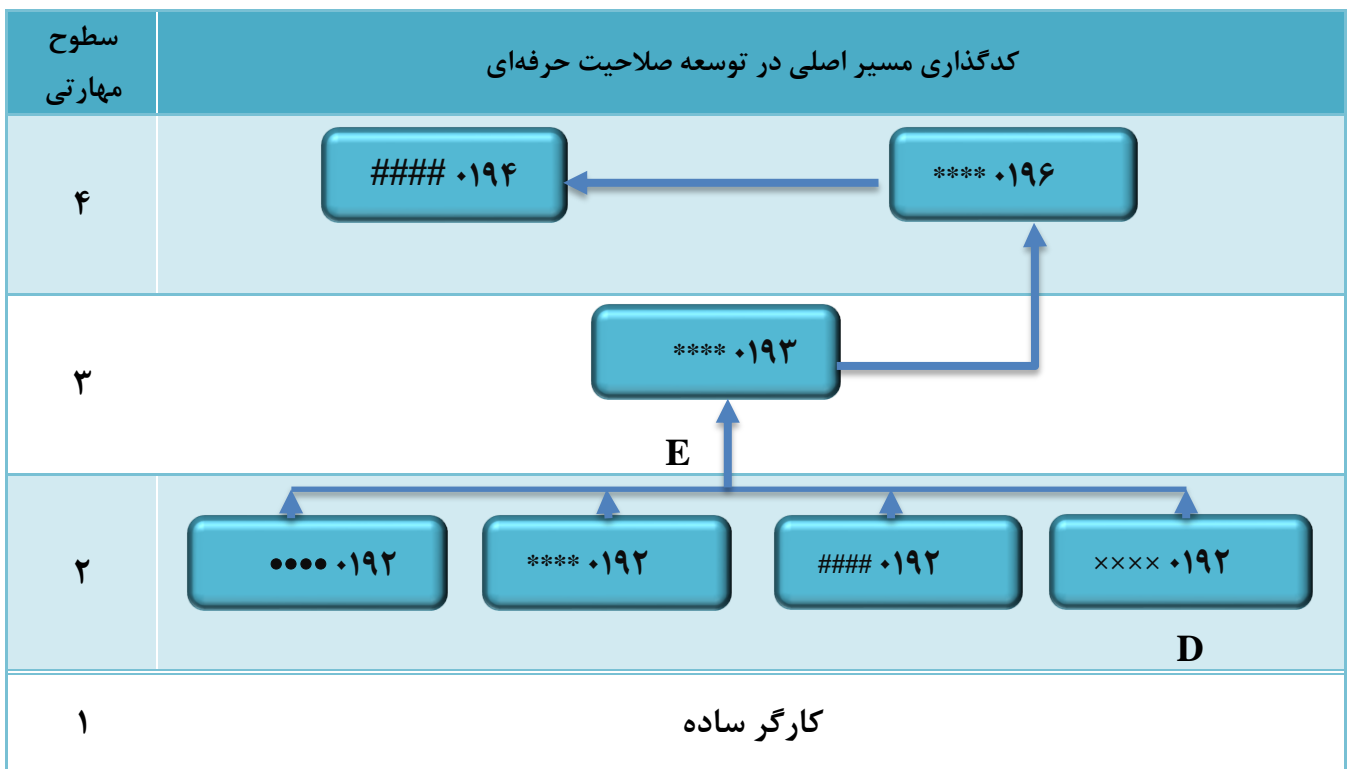 سطوح
مهارتی
کدگذاری مسیر اصلی در توسعه صلاحیت حرفه‌ای
۴
**** ۰۱۹۶
#### ۰۱۹۴
۳
**** ۰۱۹۳
E
۲
×××× ۰۱۹۲
#### ۰۱۹۲
**** ۰۱۹۲
•••• ۰۱۹۲
D
۱
کارگر ساده